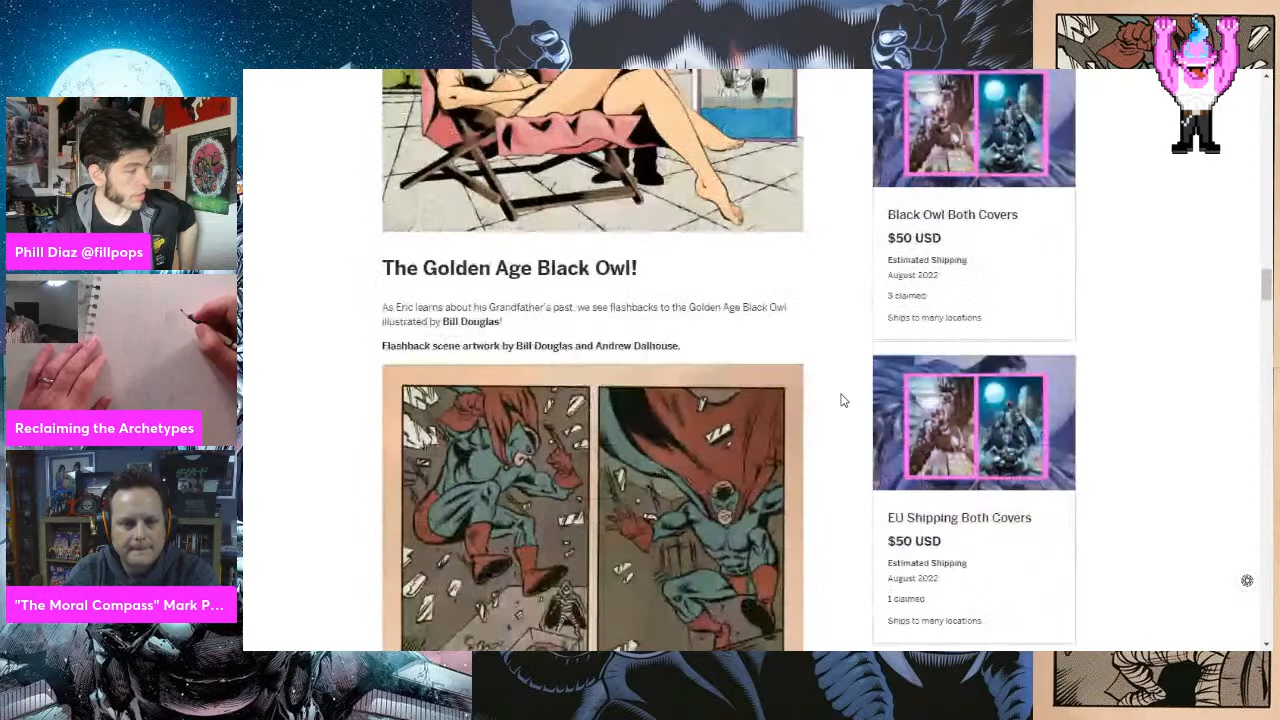 Phill Diaz @fillpops
Reclaiming the Archetypes
"The Moral Compass" Mark P...
The Golden Age Black Owl!
As Eric learns about his Grandfather's past, we see flashbacks to the Golden Age Black Owl
illustrated by Bill Douglas!
Flashback scene artwork by Bill Douglas and Andrew Dalhouse.
Black Owl Both Covers
$50 USD
Estimated Shipping
August 2022
3 claimed
Ships to many locations
EU Shipping Both Covers
$50 USD
Estimated Shipping
August 2022
1 claimed
Ships to many locations.